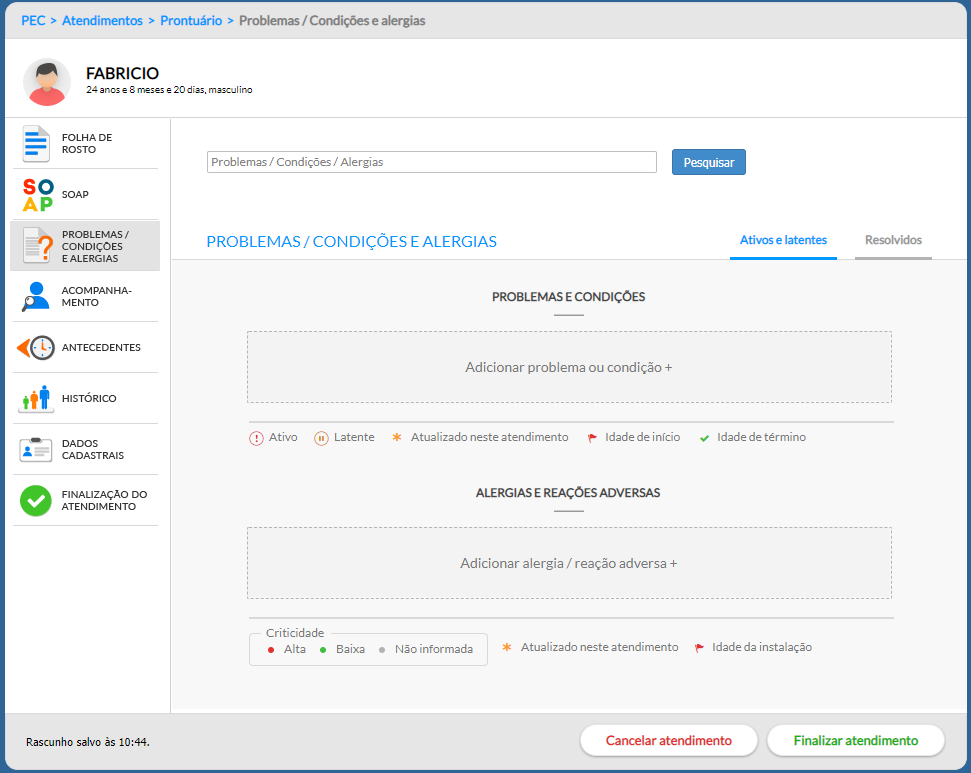 PEC > Atendimentos > Prontuário > Problemas / Condições e alergias
FABRICIO
24 anos e 8 meses e 20 dias, masculino
FOLHA DE
ROSTO
SOAP
SOAP
PROBLEMAS /
CONDIÇÕES
E ALERGIAS
ACOMPANHA-
MENTO
ANTECEDENTES
HISTÓRICO
DADOS
CADASTRAIS
FINALIZAÇÃO DO
ATENDIMENTO
Problemas / Condições / Alergias
Pesquisar
PROBLEMAS / CONDIÇÕES E ALERGIAS
Ativos e latentes
Resolvidos
PROBLEMAS E CONDIÇÕES
Adicionar problema ou condição +
Ativo
Latente
Atualizado neste atendimento
Idade de início
Idade de término
ALERGIAS E REAÇÕES ADVERSAS
Adicionar alergia / reação adversa +
Criticidade
Alta
Baixa
Não informada
Atualizado neste atendimento
Idade da instalação
Rascunho salvo às 10:44.
Cancelar atendimento
Finalizar atendimento